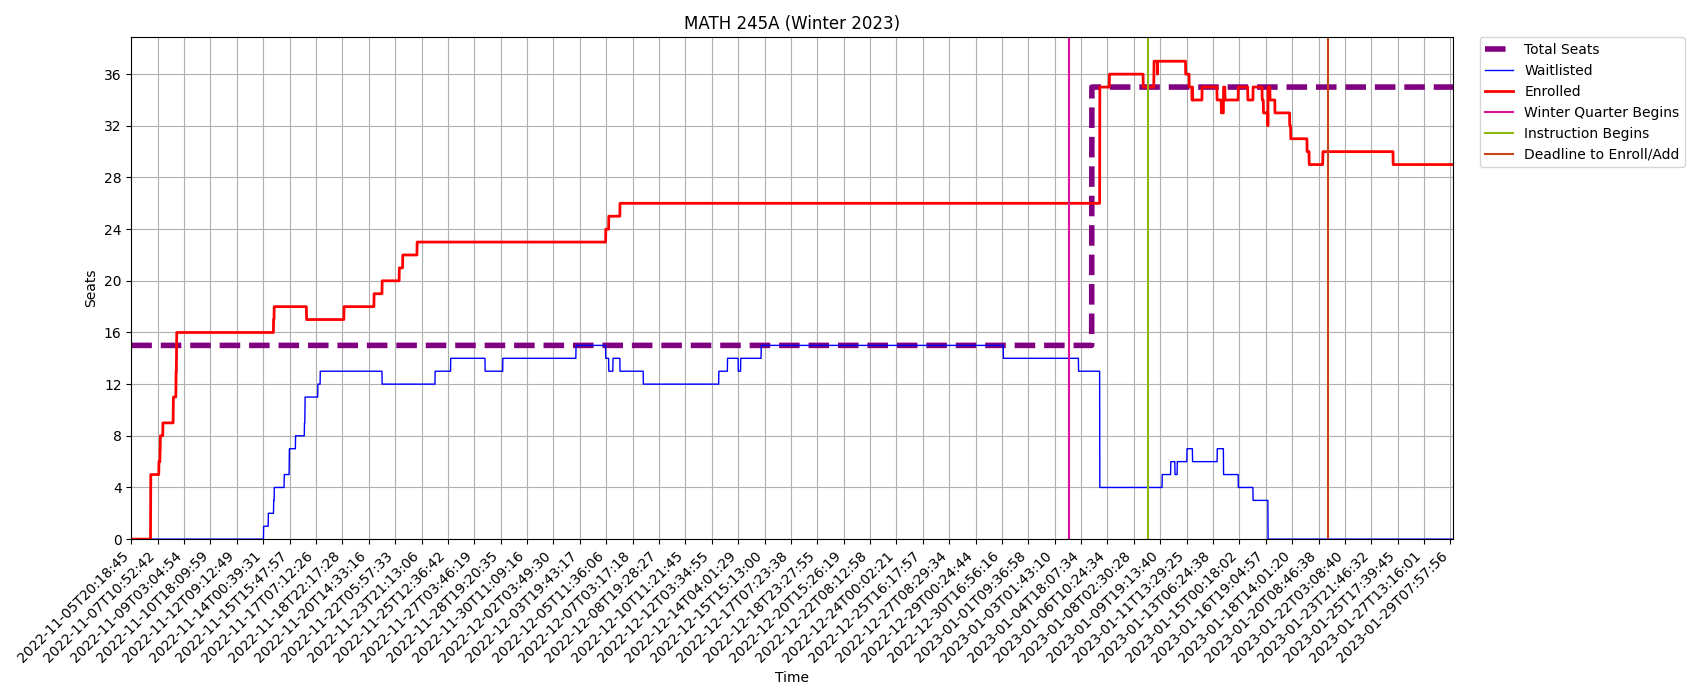 MATH 245A (Winter 2023)
Total Seats
Waitlisted
Enrolled
Winter Quarter Begins
Instruction Begins
Deadline to Enroll/Add
Seats
36
32
28
24
20
16
12
8
4
0
2022-11-05T20:18:45
2022-11-07T10:52:42
2022-11-09T03:04:54
2022-11-10T18:09:59
2022-11-12T09:12:49
2022-11-14T00:39:31
2022-11-15T15:47:57
2022-11-17T07:12:26
2022-11-18T22:17:28
2022-11-20T14:33:16
2022-11-22T05:57:33
2022-11-23T21:13:06
2022-11-25T12:36:42
2022-11-27T03:46:19
2022-11-28T19:20:35
2022-11-30T11:09:16
2022-12-02T03:49:30
2022-12-03T19:43:17
2022-12-05T11:36:06
2022-12-07T03:17:18
2022-12-08T19:28:27
2022-12-10T11:21:45
2022-12-12T03:34:55
2022-12-14T04:01:29
2022-12-15T15:13:00
2022-12-17T07:23:38
2022-12-18T23:27:55
2022-12-20T15:26:19
2022-12-22T08:12:58
2022-12-24T00:02:21
2022-12-25T16:17:57
2022-12-27T08:29:34
2022-12-29T00:24:44
2022-12-30T16:56:16
2023-01-01T09:36:58
2023-01-03T01:43:10
2023-01-04T18:07:34
2023-01-06T10:24:34
2023-01-08T02:30:28
2023-01-09T19:13:40
2023-01-11T13:29:25
2023-01-13T06:24:38
2023-01-15T00:18:02
2023-01-16T19:04:57
2023-01-18T14:01:20
2023-01-20T08:46:38
2023-01-22T03:08:40
2023-01-23T21:46:32
2023-01-25T17:39:45
2023-01-27T13:16:01
2023-01-29T07:57:56
Time